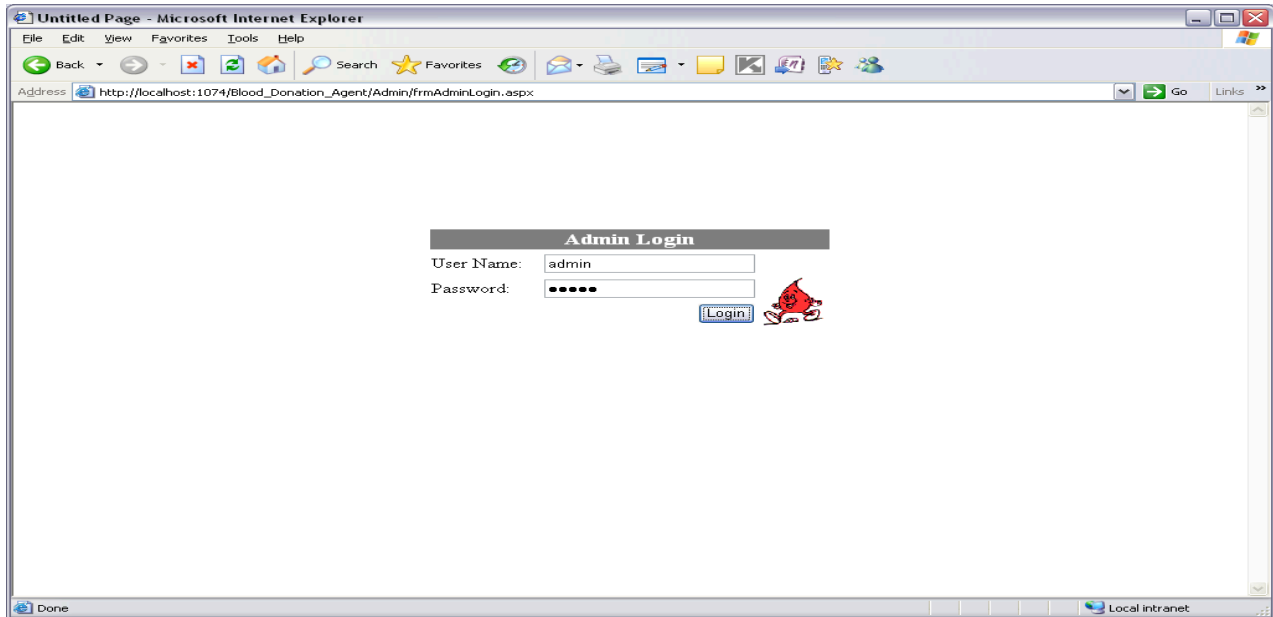 Untitled Page - Microsoft Internet Explorer
File Edit View Favorites Tools Help
Back Search Favorites
Address http://localhost:1074/Blood_Donation_Agent/Admin/frmAdminLogin.aspx Go Links »
Admin Login
User Name: admin
Password: ●●●●●
Login
Done Local intranet